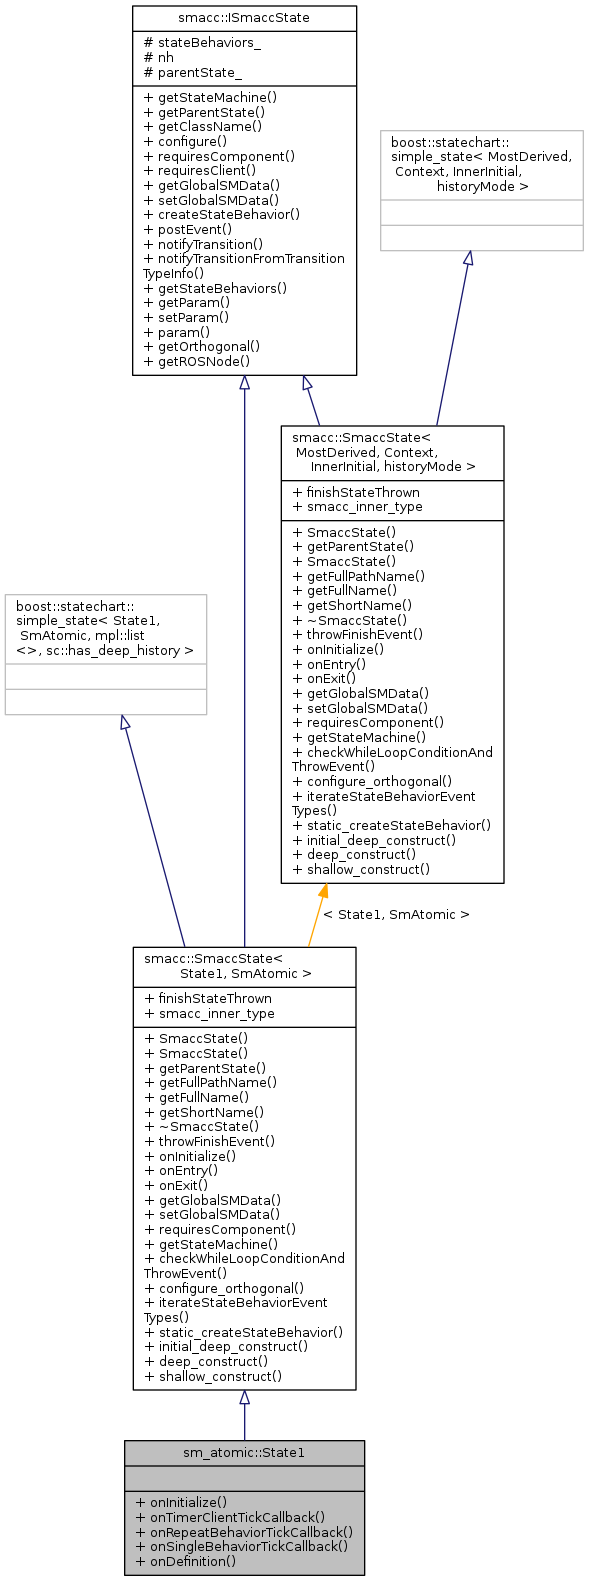 smacc::ISmaccState
# stateBehaviors_
# nh
# parentState_
+ getStateMachine()
+ getParentState()
+ getClassName()
+ configure()
+ requiresComponent()
+ requiresClient()
+ getGlobalSMData()
+ setGlobalSMData()
+ createStateBehavior()
+ postEvent()
+ notifyTransition()
+ notifyTransitionFromTransition
TypeInfo()
+ getStateBehaviors()
+ getParam()
+ setParam()
+ param()
+ getOrthogonal()
+ getROSNode()
boost::statechart::
simple_state< MostDerived,
Context, InnerInitial,
historyMode >
smacc::SmaccState<
MostDerived, Context,
InnerInitial, historyMode >
+ finishStateThrown
+ smacc_inner_type
+ SmaccState()
+ getParentState()
+ SmaccState()
+ getFullPathName()
+ getFullName()
+ getShortName()
+ ~SmaccState()
+ throwFinishEvent()
+ onInitialize()
+ onEntry()
+ onExit()
+ getGlobalSMData()
+ setGlobalSMData()
+ requiresComponent()
+ getStateMachine()
+ checkWhileLoopConditionAnd
ThrowEvent()
+ configure_orthogonal()
+ iterateStateBehaviorEvent
Types()
+ static_createStateBehavior()
+ initial_deep_construct()
+ deep_construct()
+ shallow_construct()
boost::statechart::
simple_state< State1,
SmAtomic, mpl::list
<>, sc::has_deep_history >
< State1, SmAtomic >
smacc::SmaccState<
State1, SmAtomic >
+ finishStateThrown
+ smacc_inner_type
+ SmaccState()
+ SmaccState()
+ getParentState()
+ getFullPathName()
+ getFullName()
+ getShortName()
+ ~SmaccState()
+ throwFinishEvent()
+ onInitialize()
+ onEntry()
+ onExit()
+ getGlobalSMData()
+ setGlobalSMData()
+ requiresComponent()
+ getStateMachine()
+ checkWhileLoopConditionAnd
ThrowEvent()
+ configure_orthogonal()
+ iterateStateBehaviorEvent
Types()
+ static_createStateBehavior()
+ initial_deep_construct()
+ deep_construct()
+ shallow_construct()
sm_atomic::State1
+ onInitialize()
+ onTimerClientTickCallback()
+ onRepeatBehaviorTickCallback()
+ onSingleBehaviorTickCallback()
+ onDefinition()